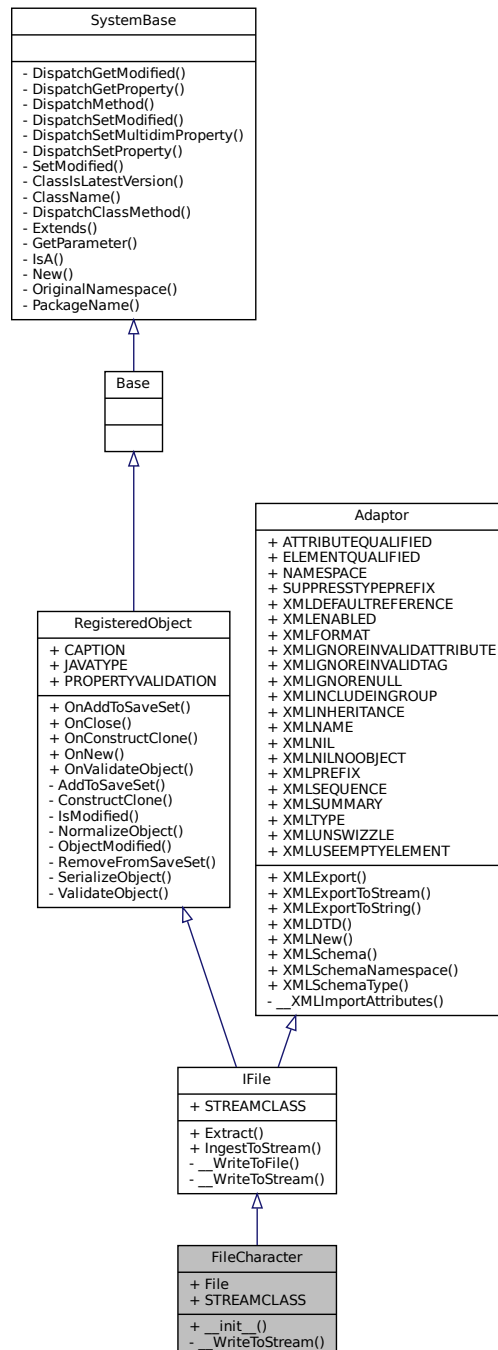 SystemBase
- DispatchGetModified()
- DispatchGetProperty()
- DispatchMethod()
- DispatchSetModified()
- DispatchSetMultidimProperty()
- DispatchSetProperty()
- SetModified()
- ClassIsLatestVersion()
- ClassName()
- DispatchClassMethod()
- Extends()
- GetParameter()
- IsA()
- New()
- OriginalNamespace()
- PackageName()
Base
Adaptor
+ ATTRIBUTEQUALIFIED
+ ELEMENTQUALIFIED
+ NAMESPACE
+ SUPPRESSTYPEPREFIX
+ XMLDEFAULTREFERENCE
+ XMLENABLED
+ XMLFORMAT
+ XMLIGNOREINVALIDATTRIBUTE
+ XMLIGNOREINVALIDTAG
+ XMLIGNORENULL
+ XMLINCLUDEINGROUP
+ XMLINHERITANCE
+ XMLNAME
+ XMLNIL
+ XMLNILNOOBJECT
+ XMLPREFIX
+ XMLSEQUENCE
+ XMLSUMMARY
+ XMLTYPE
+ XMLUNSWIZZLE
+ XMLUSEEMPTYELEMENT
+ XMLExport()
+ XMLExportToStream()
+ XMLExportToString()
+ XMLDTD()
+ XMLNew()
+ XMLSchema()
+ XMLSchemaNamespace()
+ XMLSchemaType()
- __XMLImportAttributes()
RegisteredObject
+ CAPTION
+ JAVATYPE
+ PROPERTYVALIDATION
+ OnAddToSaveSet()
+ OnClose()
+ OnConstructClone()
+ OnNew()
+ OnValidateObject()
- AddToSaveSet()
- ConstructClone()
- IsModified()
- NormalizeObject()
- ObjectModified()
- RemoveFromSaveSet()
- SerializeObject()
- ValidateObject()
IFile
+ STREAMCLASS
+ Extract()
+ IngestToStream()
- __WriteToFile()
- __WriteToStream()
FileCharacter
+ File
+ STREAMCLASS
+ __init__()
- __WriteToStream()